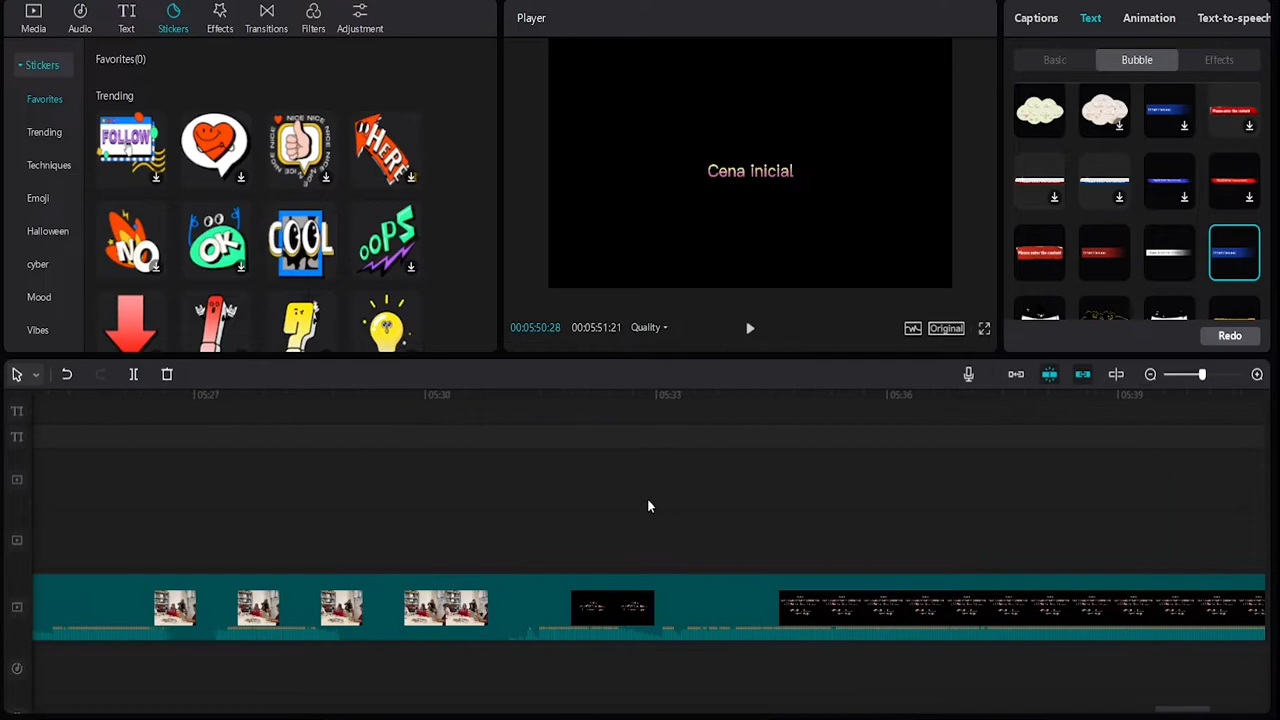 Media
Audio
Text
Stickers
Effects
Transitions
Filters
Adjustment
Player
Captions
Text
Animation
Text-to-speech
Stickers
Favorites
Trending
Techniques
Emoji
Halloween
cyber
Mood
Vibes
Favorites(0)
Trending
FOLLOW
NICE NICE NICE
HERE
NO
OK
COOL
OOPS
Cena inicial
Basic
Bubble
Effects
Redo
00:05:50:28
00:05:51:21
Quality
Original
05:27
05:30
05:33
05:36
05:39